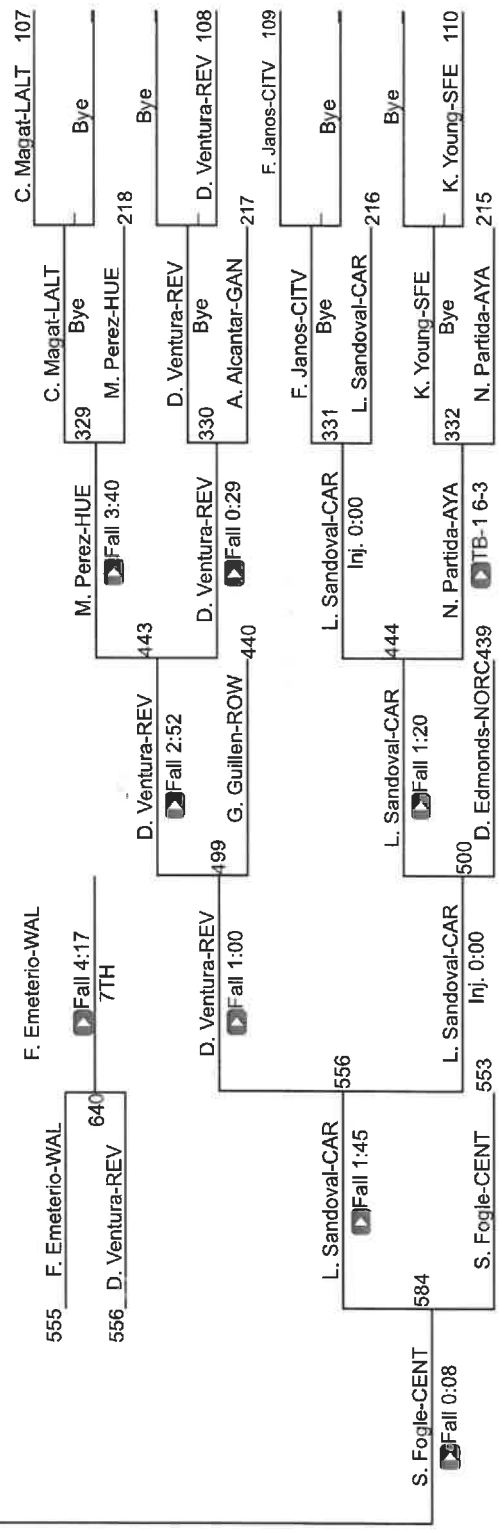 C. Magat-LALT 107
Bye
Bye
D. Ventura-REV 108
F. Janos-CITV 109
Bye
Bye
K. Young-SFE 110
C. Magat-LALT
329
Bye
M. Perez-HUE
218
D. Ventura-REV
330
Bye
A. Alcantar-GAN
217
F. Janos-CITV
331
Bye
L. Sandoval-CAR
216
K. Young-SFE
332
Bye
N. Partida-AYA
215
M. Perez-HUE
Fall 3:40
443
D. Ventura-REV
Fall 0:29
L. Sandoval-CAR
Inj. 0:00
444
N. Partida-AYA
TB-1 6-3
D. Ventura-REV
Fall 2:52
499
G. Guillen-ROW
440
L. Sandoval-CAR
Fall 1:20
500
D. Edmonds-NORC439
F. Emeterio-WAL
Fall 4:17
7TH
D. Ventura-REV
Fall 1:00
556
L. Sandoval-CAR
Inj. 0:00
555
F. Emeterio-WAL
640
556
D. Ventura-REV
L. Sandoval-CAR
Fall 1:45
584
S. Fogle-CENT
553
S. Fogle-CENT
Fall 0:08